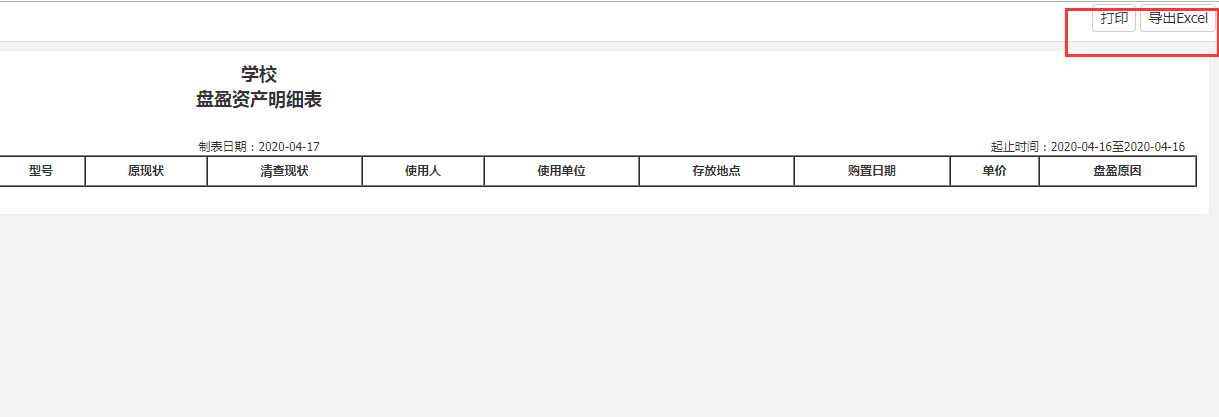 打印 导出Excel
学校
盘盈资产明细表
制表日期：2020-04-17 起止时间：2020-04-16至2020-04-16
型号 原现状 清查现状 使用人 使用单位 存放地点 购置日期 单价 盘盈原因